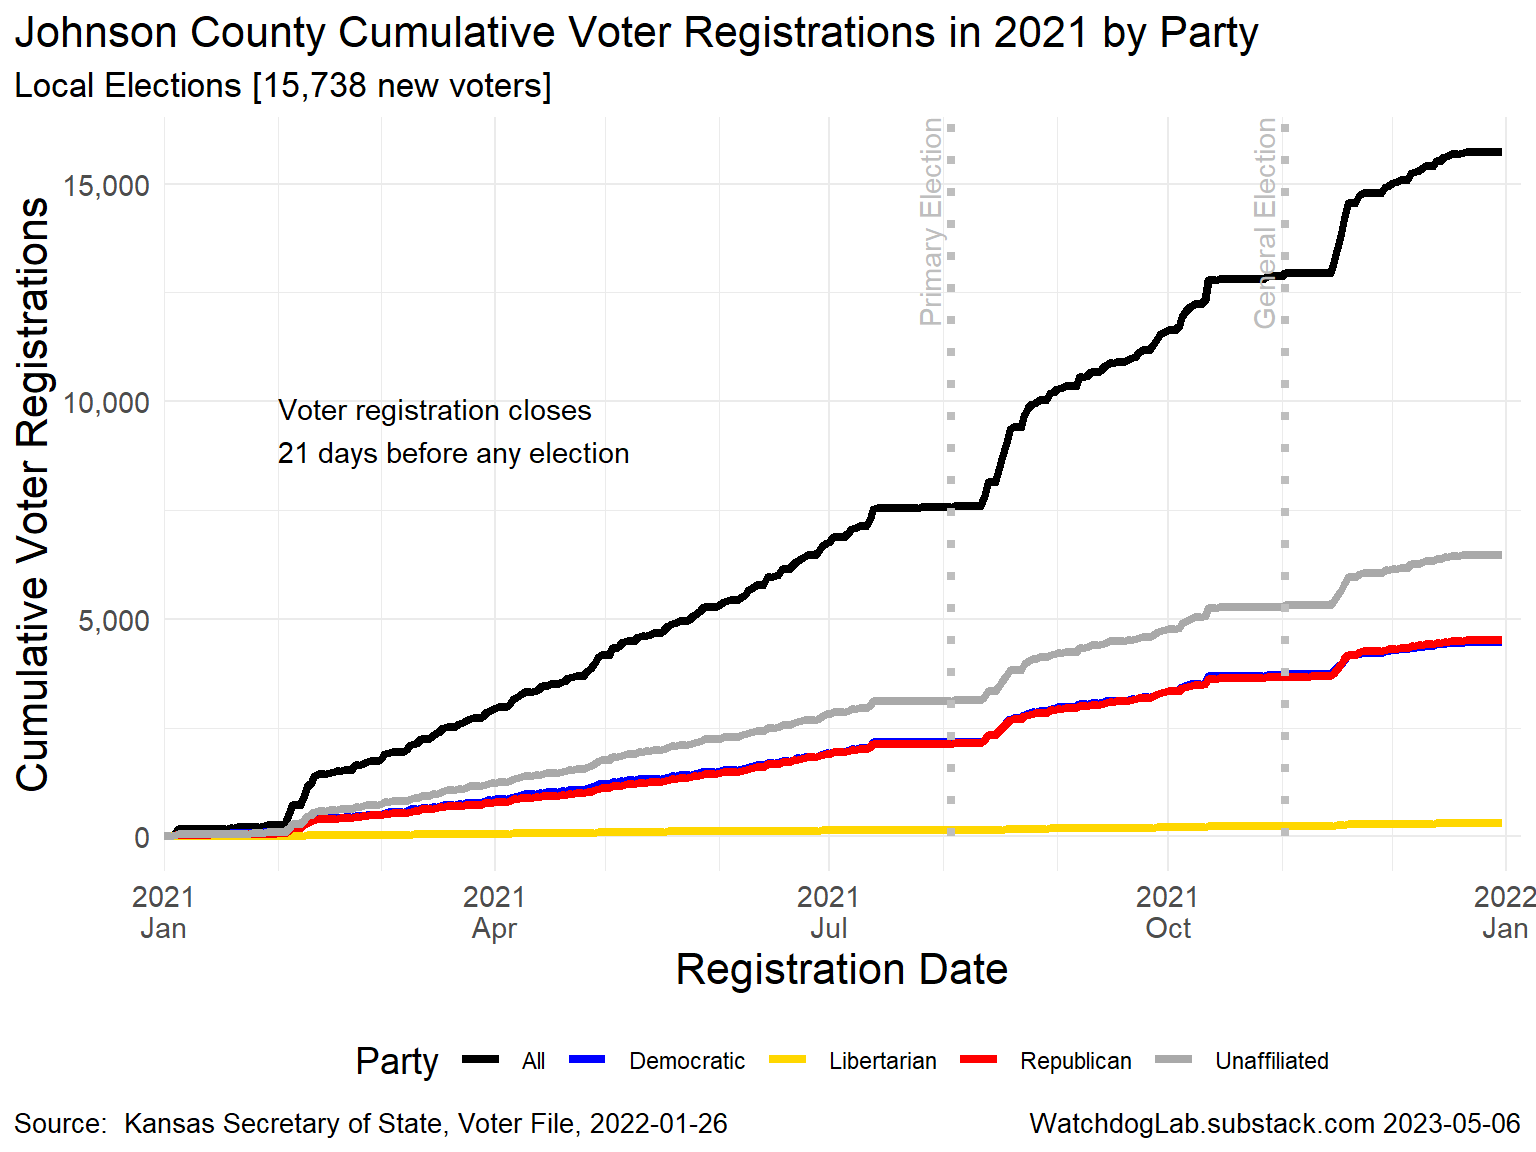 Johnson County Cumulative Voter Registrations in 2021 by Party
Local Elections [15,738 new voters]
Cumulative Voter Registrations
15,000
10,000
5,000
0
Primary Election
General Election
Voter registration closes
21 days before any election
2021
Jan
2021
Apr
2021
Jul
2021
Oct
2022
Jan
Registration Date
Party
All
Democratic
Libertarian
Republican
Unaffiliated
Source:  Kansas Secretary of State, Voter File, 2022-01-26
WatchdogLab.substack.com 2023-05-06